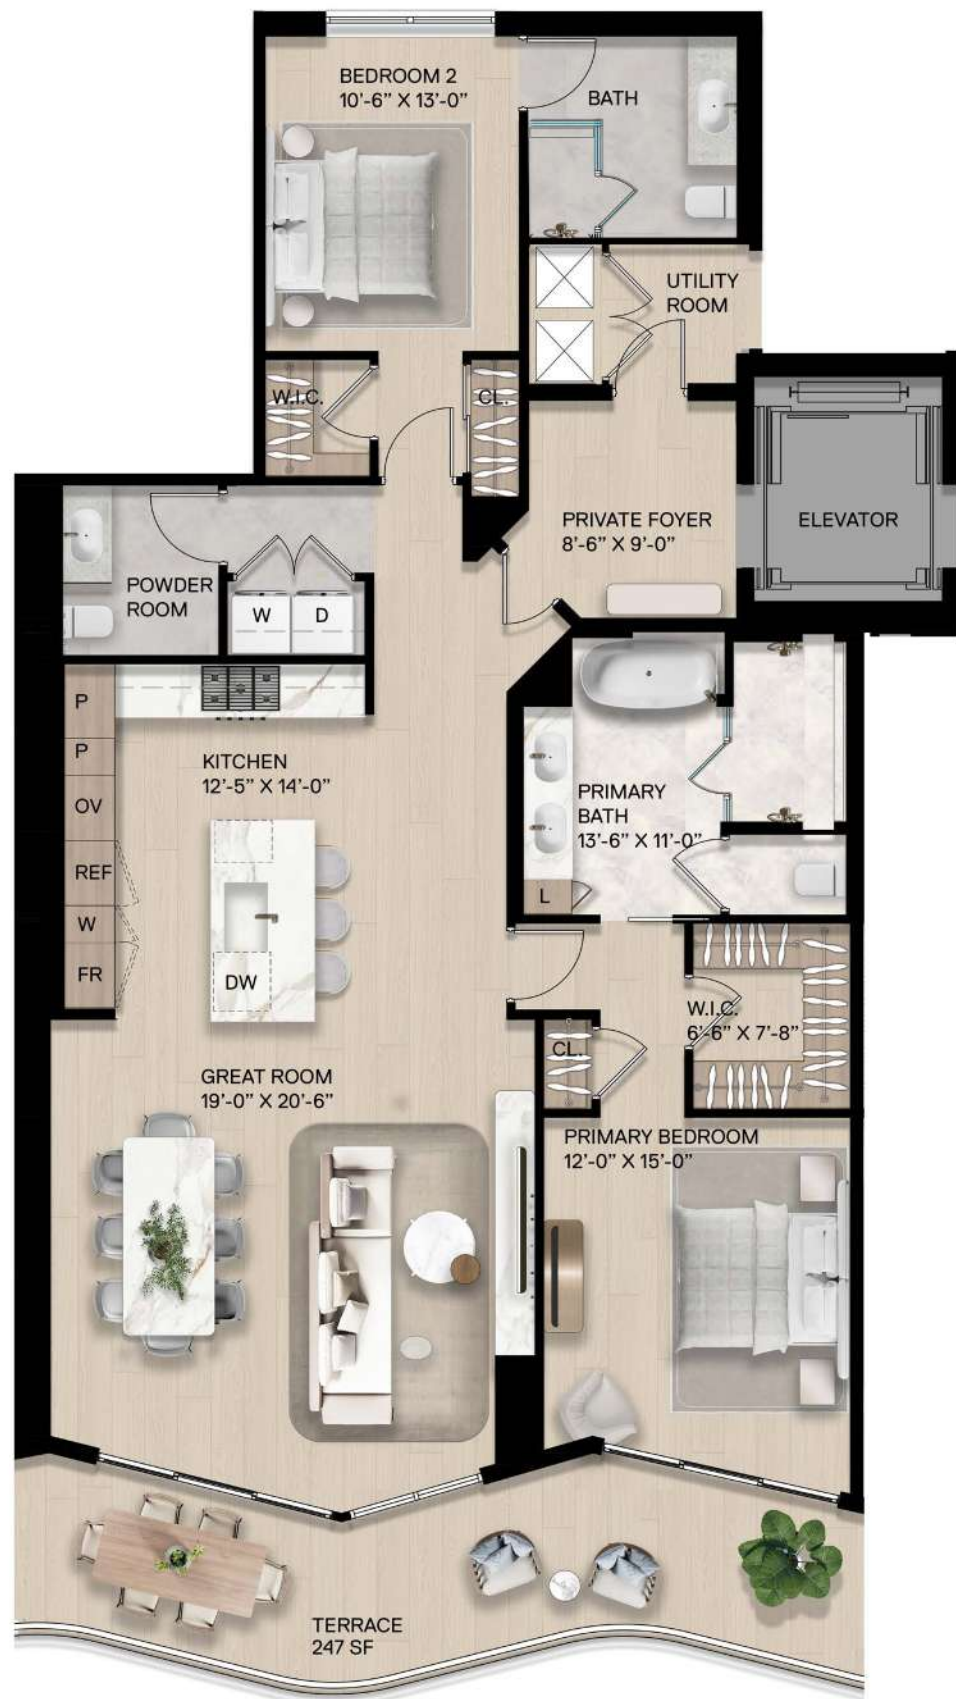 BEDROOM 2
10'-6” X 13'-0”
BATH
UTILITY
ROOM
W.I.C.
CL.
PRIVATE FOYER
8'-6” X 9'-0”
ELEVATOR
POWDER
ROOM
W
D
P
P
OV
REF
W
FR
KITCHEN
12'-5” X 14'-0”
DW
PRIMARY
BATH
13'-6” X 11'-0”
L
W.I.C.
6'-6” X 7'-8”
CL.
GREAT ROOM
19'-0” X 20'-6”
PRIMARY BEDROOM
12'-0” X 15'-0”
TERRACE
247 SF